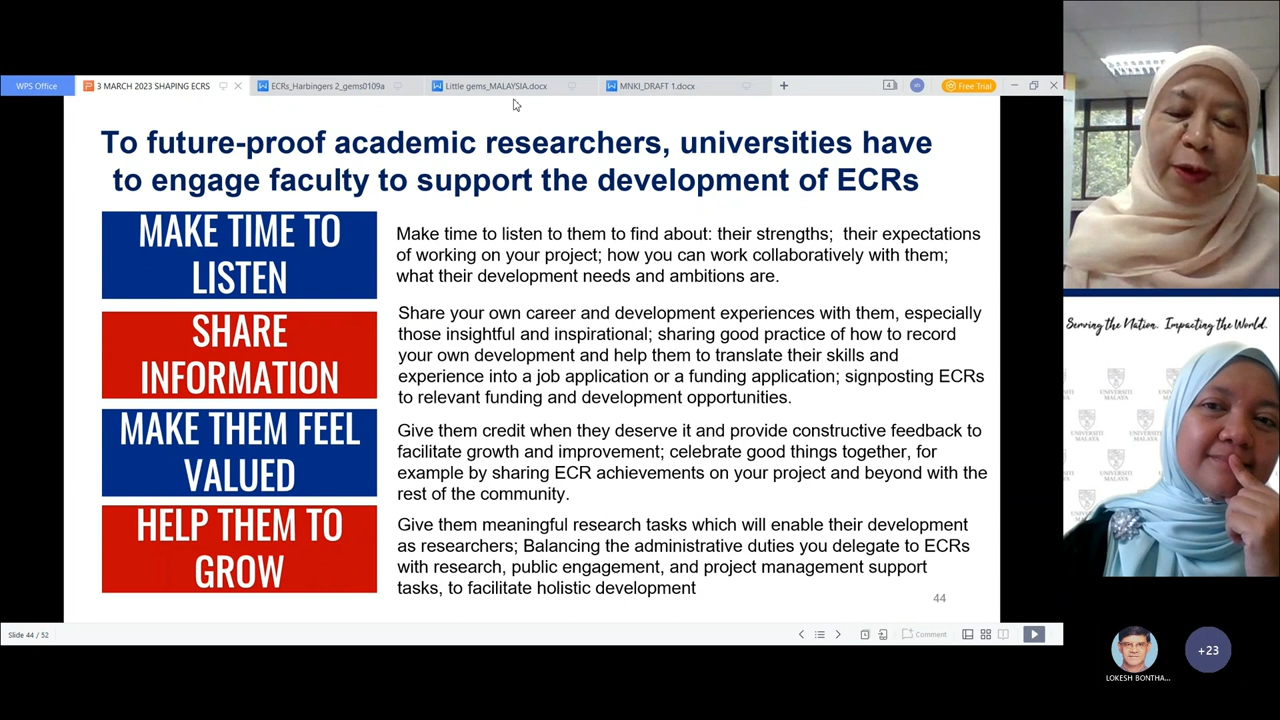 WPS Office
3 MARCH 2023 SHAPING ECRS
ECRs_Harbingers 2_gems0109a
Little gems_MALAYSIA.docx
MNKI_DRAFT 1.docx
Free Trial
To future-proof academic researchers, universities have
to engage faculty to support the development of ECRs
MAKE TIME TO
LISTEN
Make time to listen to them to find about: their strengths; their expectations
of working on your project; how you can work collaboratively with them;
what their development needs and ambitions are.
SHARE
INFORMATION
Share your own career and development experiences with them, especially
those insightful and inspirational; sharing good practice of how to record
your own development and help them to translate their skills and
experience into a job application or a funding application; signposting ECRs
to relevant funding and development opportunities.
MAKE THEM FEEL
VALUED
Give them credit when they deserve it and provide constructive feedback to
facilitate growth and improvement; celebrate good things together, for
example by sharing ECR achievements on your project and beyond with the
rest of the community.
HELP THEM TO
GROW
Give them meaningful research tasks which will enable their development
as researchers; Balancing the administrative duties you delegate to ECRs
with research, public engagement, and project management support
tasks, to facilitate holistic development
44
Slide 44 / 52
Comment
Serving the Nation. Impacting the World.
UNIVERSITI
MALAYA
UNIVERSITI
MALAYA
LOKESH BONTHA...
+23